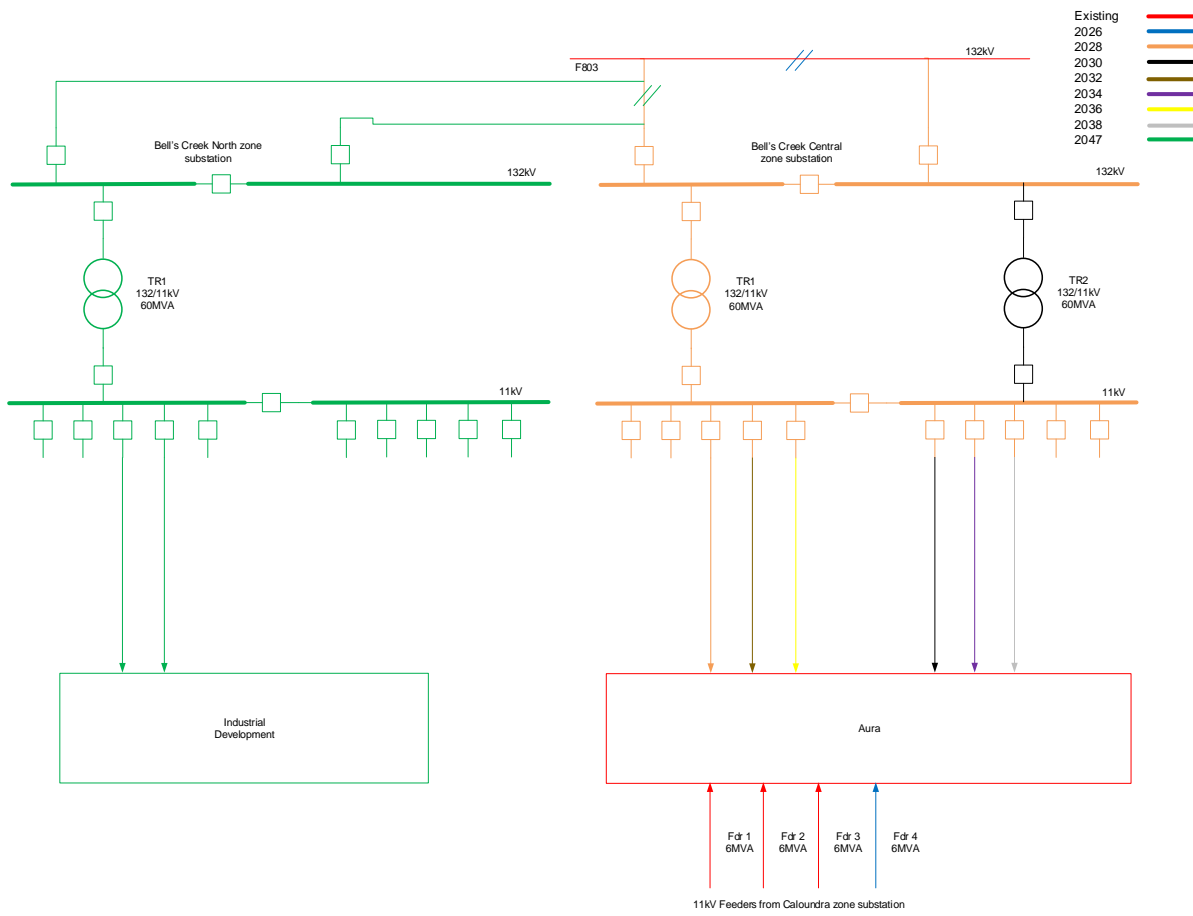 Existing
2026
2028
2030
2032
2034
2036
2038
2047
132kV
F803
Bell's Creek North zone
substation
132kV
Bell's Creek Central
zone substation
132kV
TR1
132/11kV
60MVA
TR1
132/11kV
60MVA
TR2
132/11kV
60MVA
11kV
11kV
Industrial
Development
Aura
Fdr 1
6MVA
Fdr 2
6MVA
Fdr 3
6MVA
Fdr 4
6MVA
11kV Feeders from Caloundra zone substation